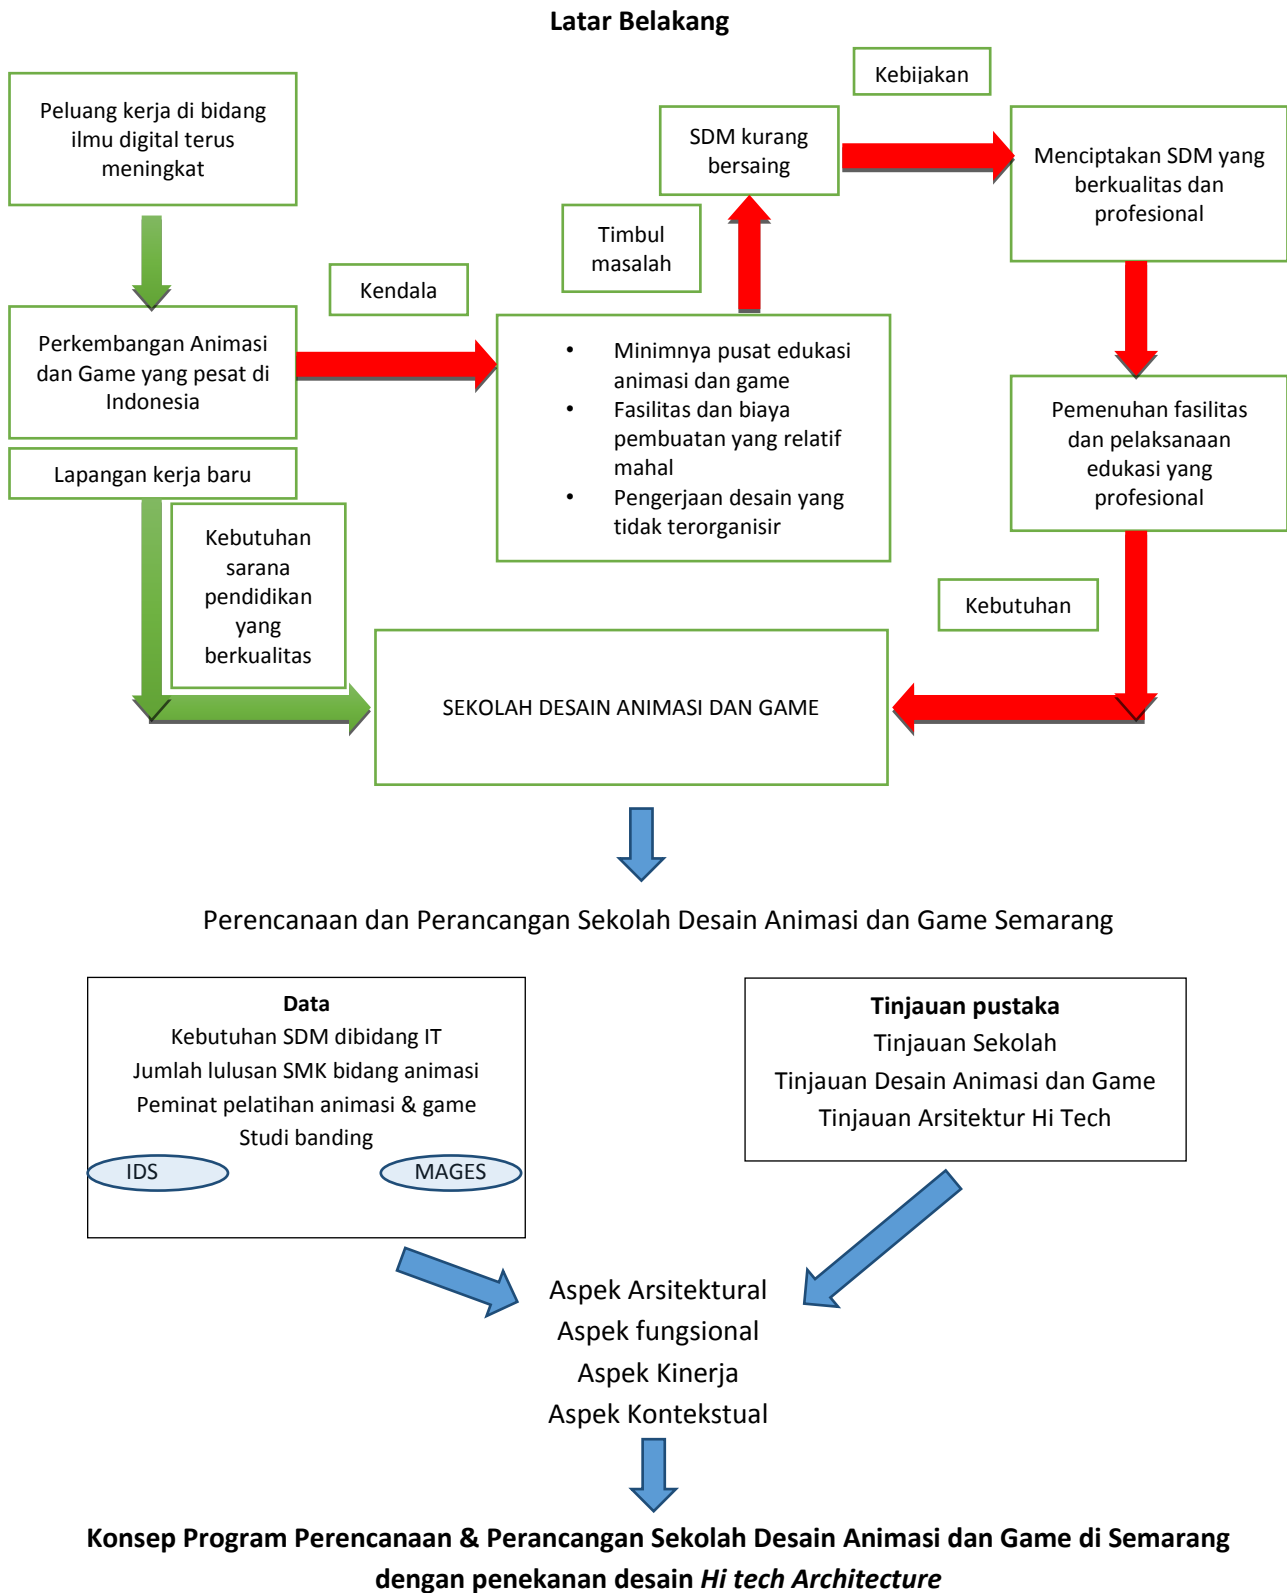 Latar Belakang
Kebijakan
Peluang kerja di bidang
ilmu digital terus
meningkat
SDM kurang
bersaing
Menciptakan SDM yang
berkualitas dan
profesional
Timbul
masalah
Kendala
Perkembangan Animasi
dan Game yang pesat di
Indonesia
• Minimnya pusat edukasi
animasi dan game
• Fasilitas dan biaya
pembuatan yang relatif
mahal
• Pengerjaan desain yang
tidak terorganisir
Pemenuhan fasilitas
dan pelaksanaan
edukasi yang
profesional
Lapangan kerja baru
Kebutuhan
sarana
pendidikan
yang
berkualitas
Kebutuhan
SEKOLAH DESAIN ANIMASI DAN GAME
Perencanaan dan Perancangan Sekolah Desain Animasi dan Game Semarang
Data
Kebutuhan SDM dibidang IT
Jumlah lulusan SMK bidang animasi
Peminat pelatihan animasi & game
Studi banding
IDS
MAGES
Tinjauan pustaka
Tinjauan Sekolah
Tinjauan Desain Animasi dan Game
Tinjauan Arsitektur Hi Tech
Aspek Arsitektural
Aspek fungsional
Aspek Kinerja
Aspek Kontekstual
Konsep Program Perencanaan & Perancangan Sekolah Desain Animasi dan Game di Semarang
dengan penekanan desain Hi tech Architecture